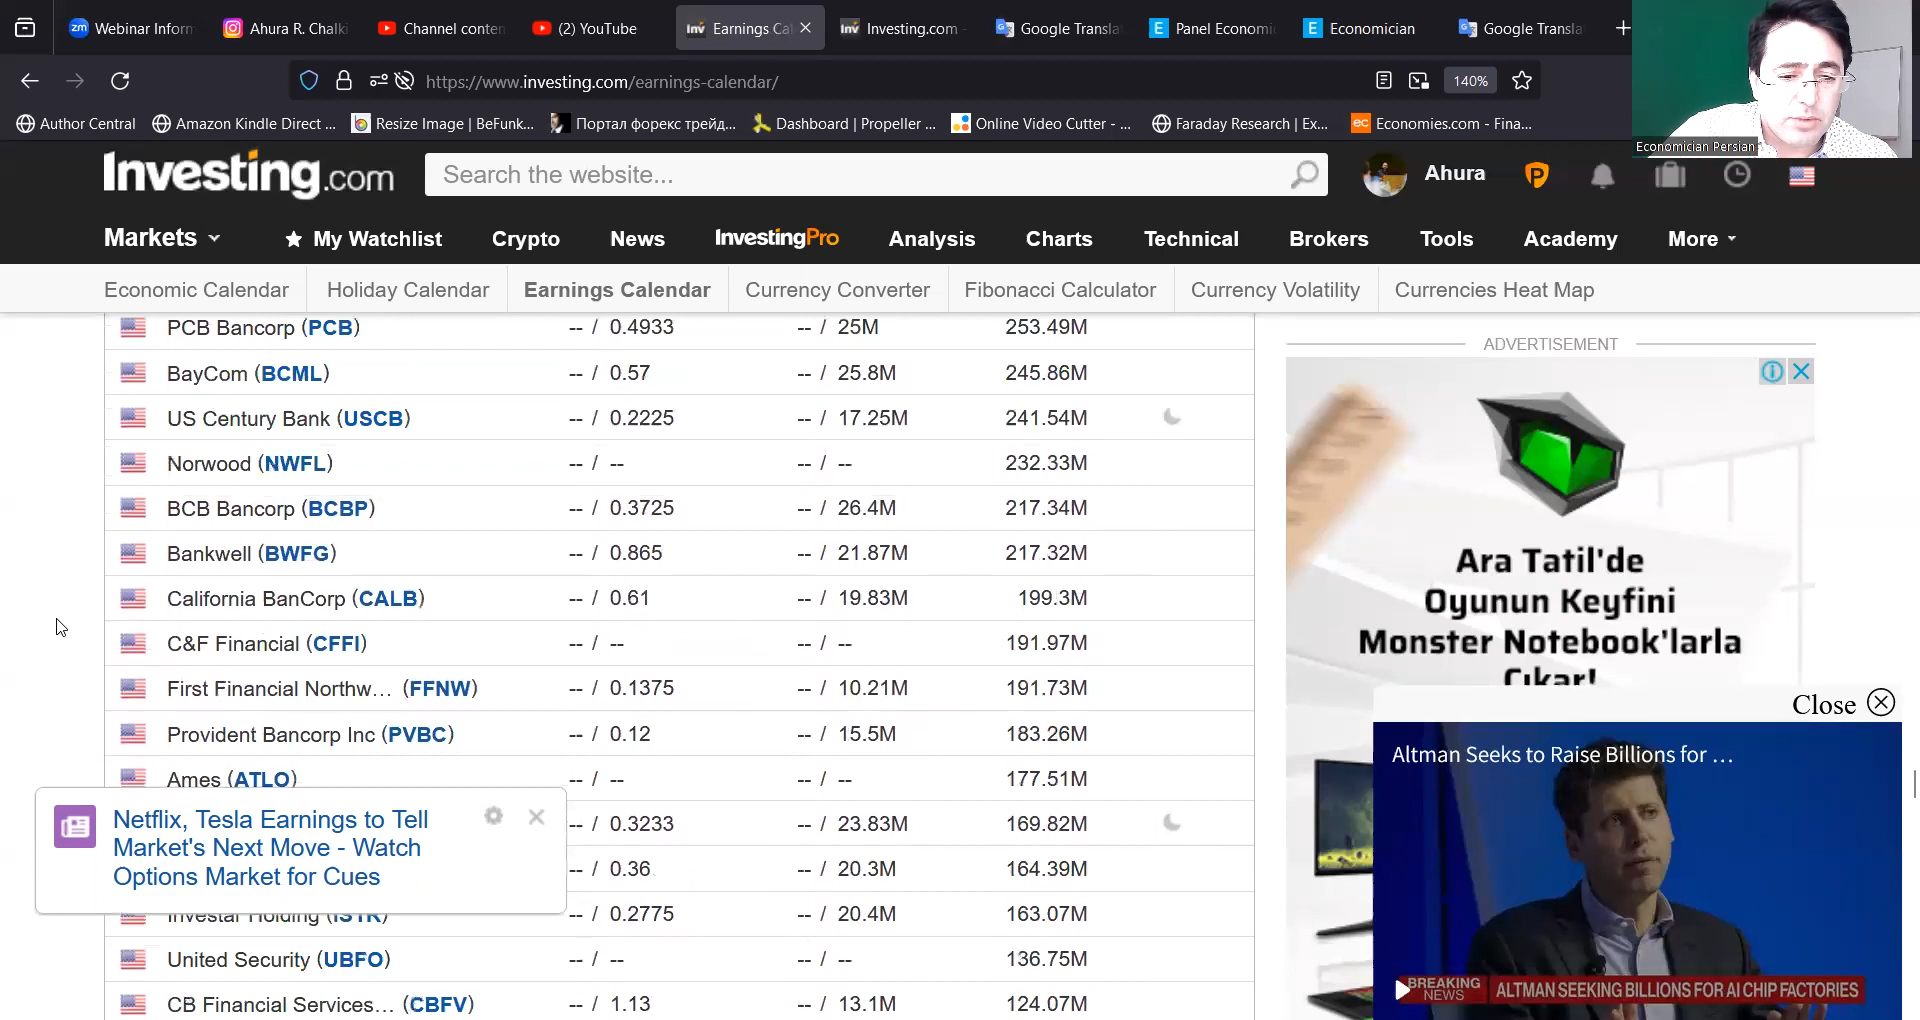 Webinar Inforn
Ahura R. Chalki
Channel conten
(2) YouTube
Earnings Ca
Investing.com -
Google Transla
Panel Economi
Economician
Google Transla
https://www.investing.com/earnings-calendar/
140%
Author Central
Amazon Kindle Direct ...
Resize Image | BeFunk...
Портал форекс трейд...
Dashboard | Propeller ...
Online Video Cutter - ...
Faraday Research | Ex...
Economies.com - Fina...
Economician Persian
Investing.com
Search the website...
Ahura
Markets
My Watchlist
Crypto
News
InvestingPro
Analysis
Charts
Technical
Brokers
Tools
Academy
More
Economic Calendar
Holiday Calendar
Earnings Calendar
Currency Converter
Fibonacci Calculator
Currency Volatility
Currencies Heat Map
PCB Bancorp (PCB) -- / 0.4933 -- / 25M 253.49M
BayCom (BCML) -- / 0.57 -- / 25.8M 245.86M
US Century Bank (USCB) -- / 0.2225 -- / 17.25M 241.54M
Norwood (NWFL) -- / -- -- / -- 232.33M
BCB Bancorp (BCBP) -- / 0.3725 -- / 26.4M 217.34M
Bankwell (BWFG) -- / 0.865 -- / 21.87M 217.32M
California BanCorp (CALB) -- / 0.61 -- / 19.83M 199.3M
C&F Financial (CFFI) -- / -- -- / -- 191.97M
First Financial Northw... (FFNW) -- / 0.1375 -- / 10.21M 191.73M
Provident Bancorp Inc (PVBC) -- / 0.12 -- / 15.5M 183.26M
Ames (ATLO) -- / -- -- / -- 177.51M
-- / 0.3233 -- / 23.83M 169.82M
-- / 0.36 -- / 20.3M 164.39M
Investar Holding (ISTR) -- / 0.2775 -- / 20.4M 163.07M
United Security (UBFO) -- / -- -- / -- 136.75M
CB Financial Services... (CBFV) -- / 1.13 -- / 13.1M 124.07M
Netflix, Tesla Earnings to Tell
Market's Next Move - Watch
Options Market for Cues
ADVERTISEMENT
Ara Tatil'de
Oyunun Keyfini
Monster Notebook'larla
Çıkar!
Close
Altman Seeks to Raise Billions for ...
BREAKING
NEWS
ALTMAN SEEKING BILLIONS FOR AI CHIP FACTORIES